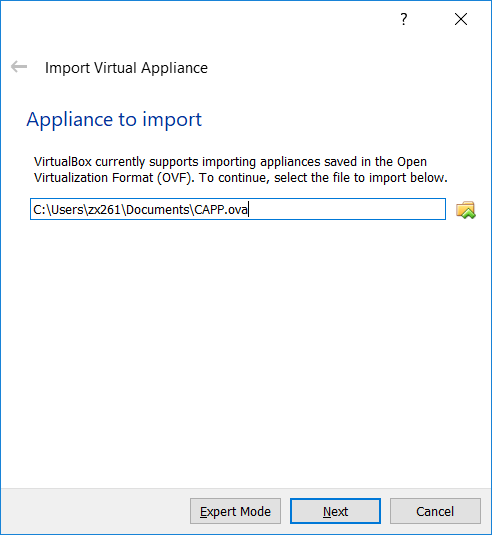 ?
Import Virtual Appliance
Appliance to import
VirtualBox currently supports importing appliances saved in the Open
Virtualization Format (OVF). To continue, select the file to import below.
C:\Users\zx261\Documents\CAPP.ova
Expert Mode Next Cancel